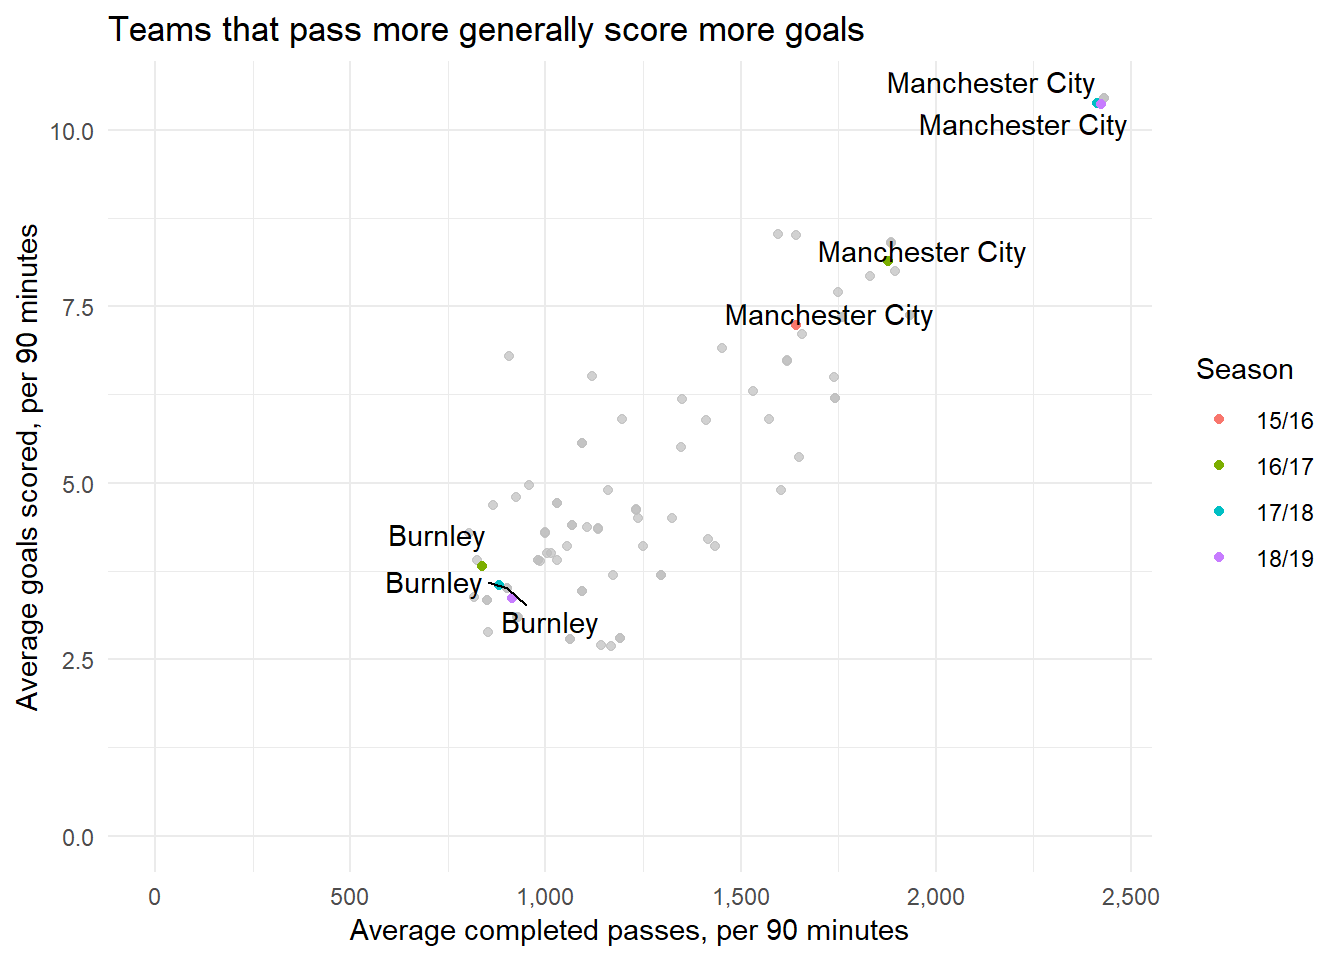 Teams that pass more generally score more goals
Manchester City
Manchester City
Manchester City
Manchester City
Burnley
Burnley
Burnley
10.0
7.5
5.0
2.5
0.0
Average goals scored, per 90 minutes
0
500
1,000
1,500
2,000
2,500
Average completed passes, per 90 minutes
Season
15/16
16/17
17/18
18/19